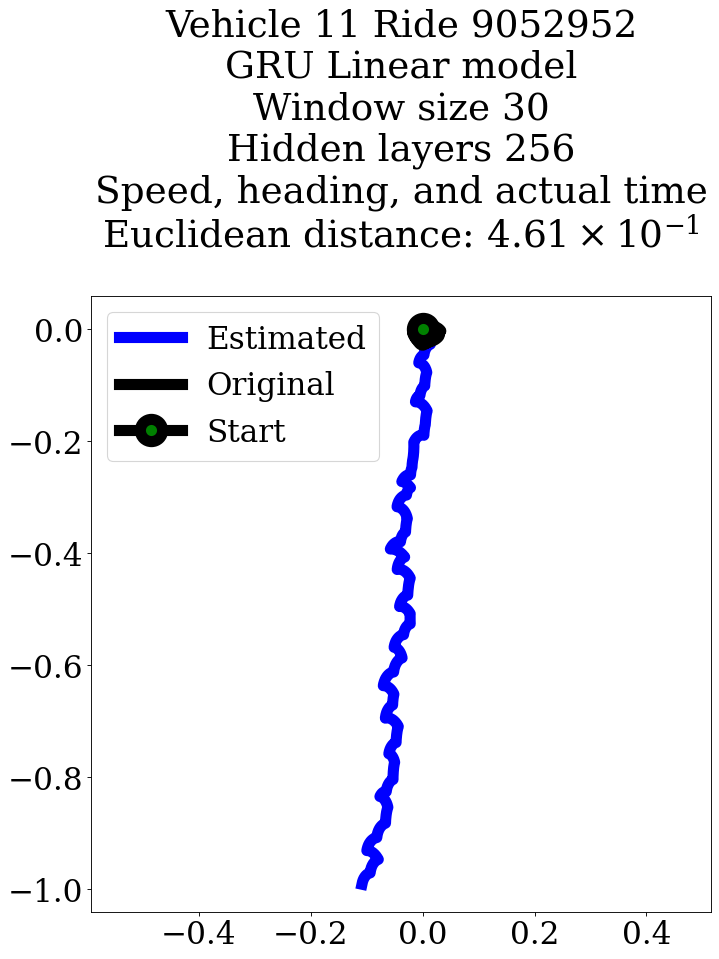 Vehicle 11 Ride 9052952
GRU Linear model
Window size 30
Hidden layers 256
Speed, heading, and actual time
Euclidean distance: 4.61 × 10⁻¹
Estimated
Original
Start
0.0
−0.2
−0.4
−0.6
−0.8
−1.0
−0.4 −0.2 0.0 0.2 0.4